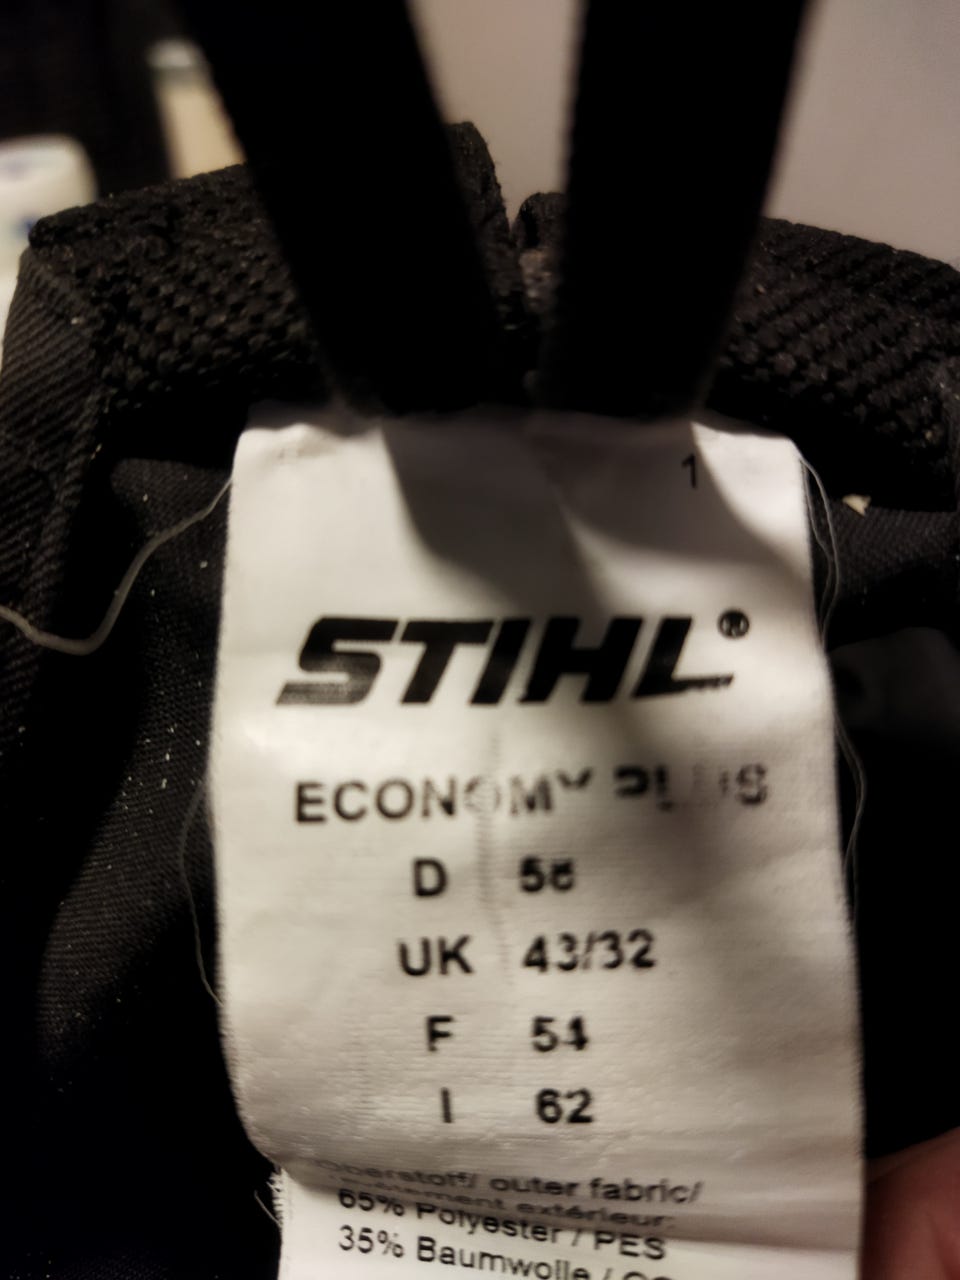 1
STIHL®
ECONOMY PLUS
D 58
UK 43/32
F 54
I 62
Oberstoff/ outer fabric/
extérieur:
65% Polyester / PES
35% Baumwolle /